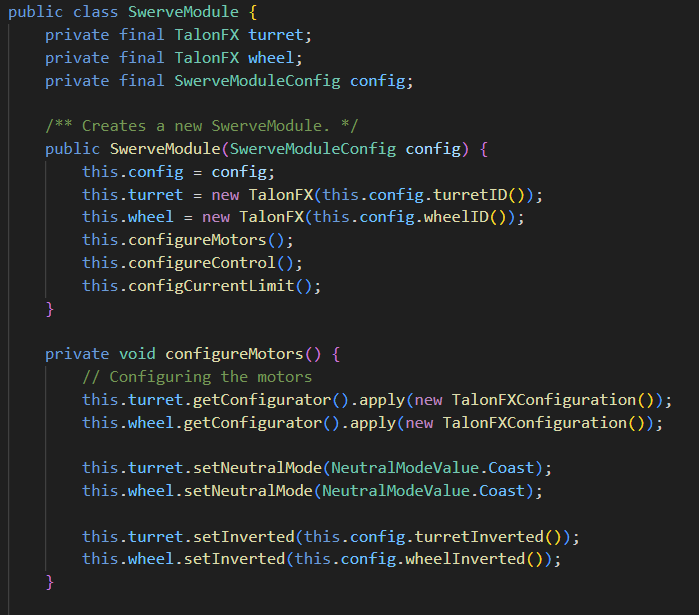 public class SwerveModule {
    private final TalonFX turret;
    private final TalonFX wheel;
    private final SwerveModuleConfig config;

    /** Creates a new SwerveModule. */
    public SwerveModule(SwerveModuleConfig config) {
        this.config = config;
        this.turret = new TalonFX(this.config.turretID());
        this.wheel = new TalonFX(this.config.wheelID());
        this.configureMotors();
        this.configureControl();
        this.configCurrentLimit();
    }

    private void configureMotors() {
        // Configuring the motors
        this.turret.getConfigurator().apply(new TalonFXConfiguration());
        this.wheel.getConfigurator().apply(new TalonFXConfiguration());

        this.turret.setNeutralMode(NeutralModeValue.Coast);
        this.wheel.setNeutralMode(NeutralModeValue.Coast);

        this.turret.setInverted(this.config.turretInverted());
        this.wheel.setInverted(this.config.wheelInverted());
    }